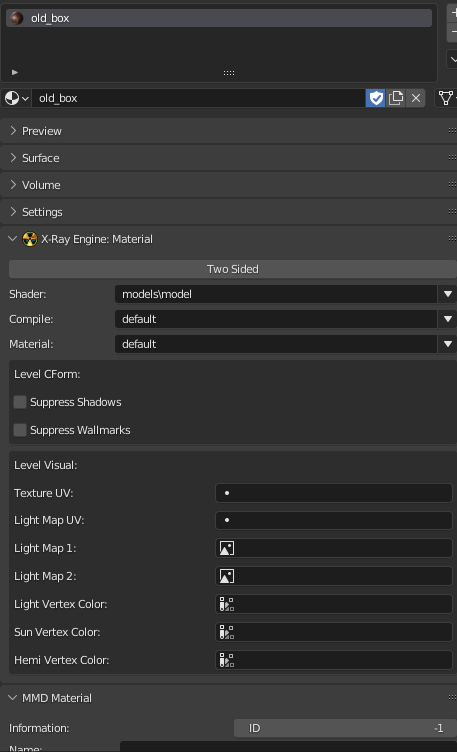 old_box
old_box
Preview
Surface
Volume
Settings
X-Ray Engine: Material
Two Sided
Shader: models\model
Compile: default
Material: default
Level CForm:
Suppress Shadows
Suppress Wallmarks
Level Visual:
Texture UV:
Light Map UV:
Light Map 1:
Light Map 2:
Light Vertex Color:
Sun Vertex Color:
Hemi Vertex Color:
MMD Material
Information: ID -1
Name: